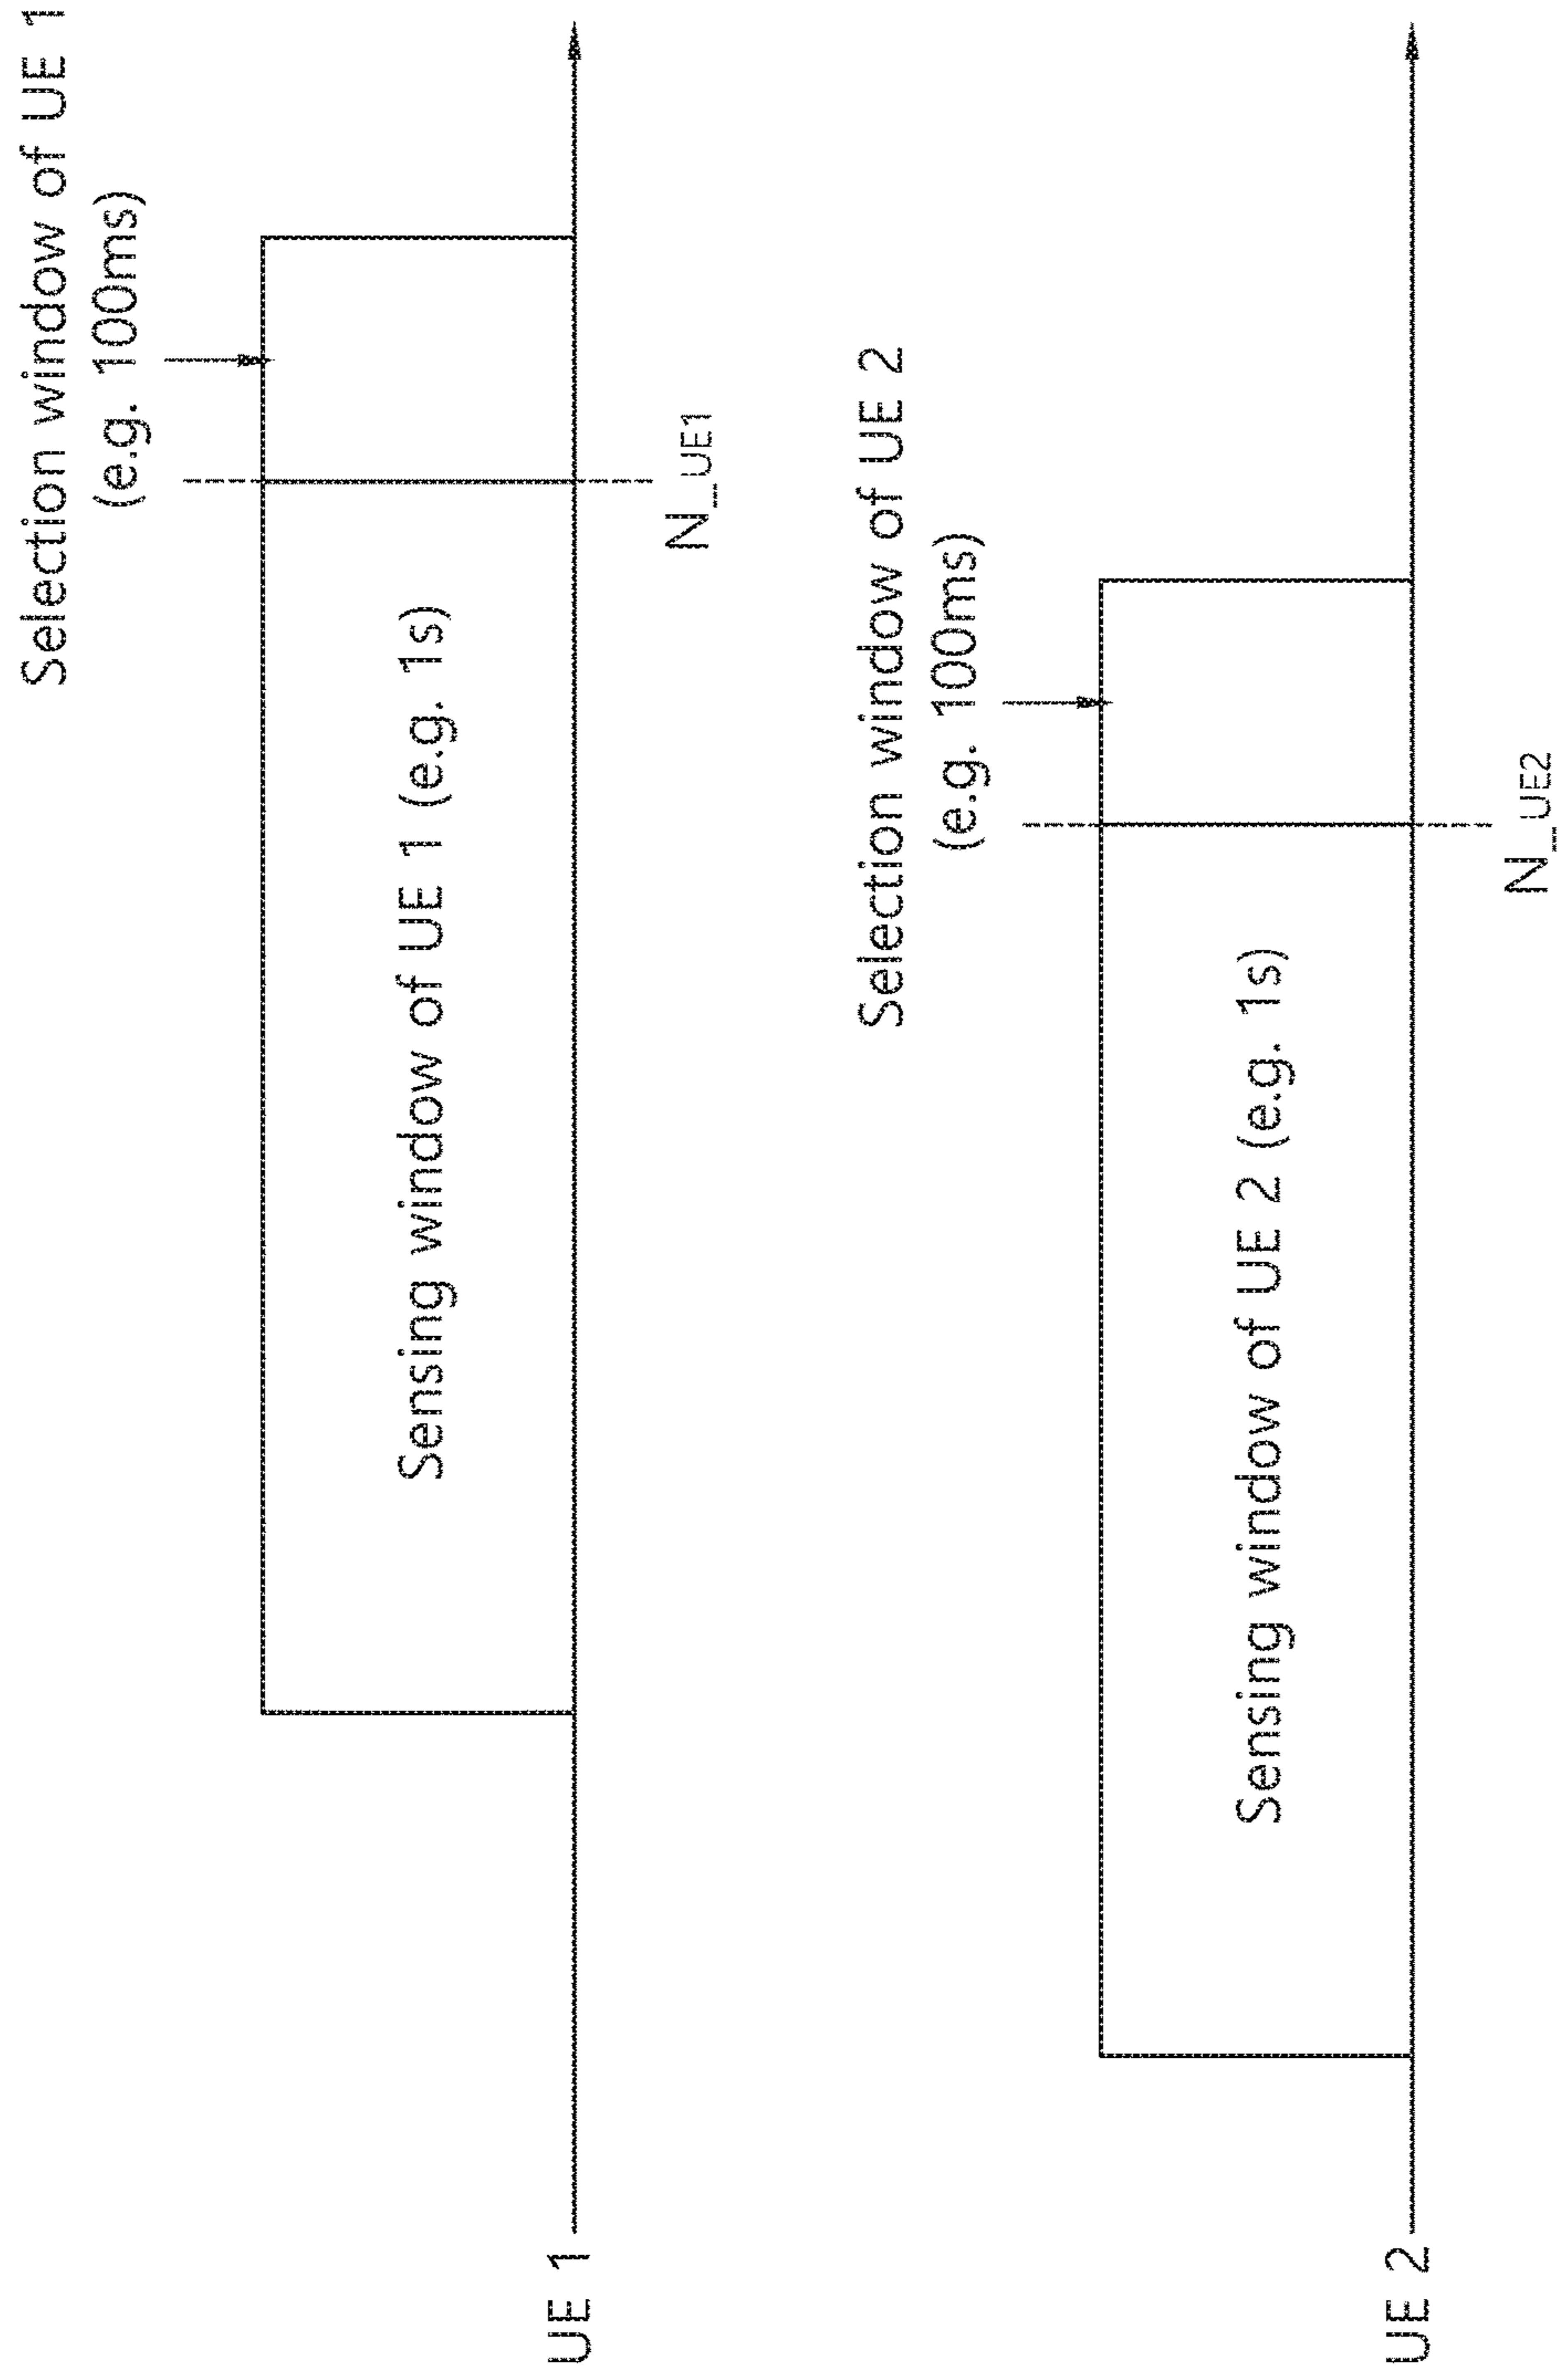 Selection window of UE 1
(e.g. 100ms)
Sensing window of UE 1 (e.g. 1s)
N_UE1
UE 1
Selection window of UE 2
(e.g. 100ms)
Sensing window of UE 2 (e.g. 1s)
N_UE2
UE 2